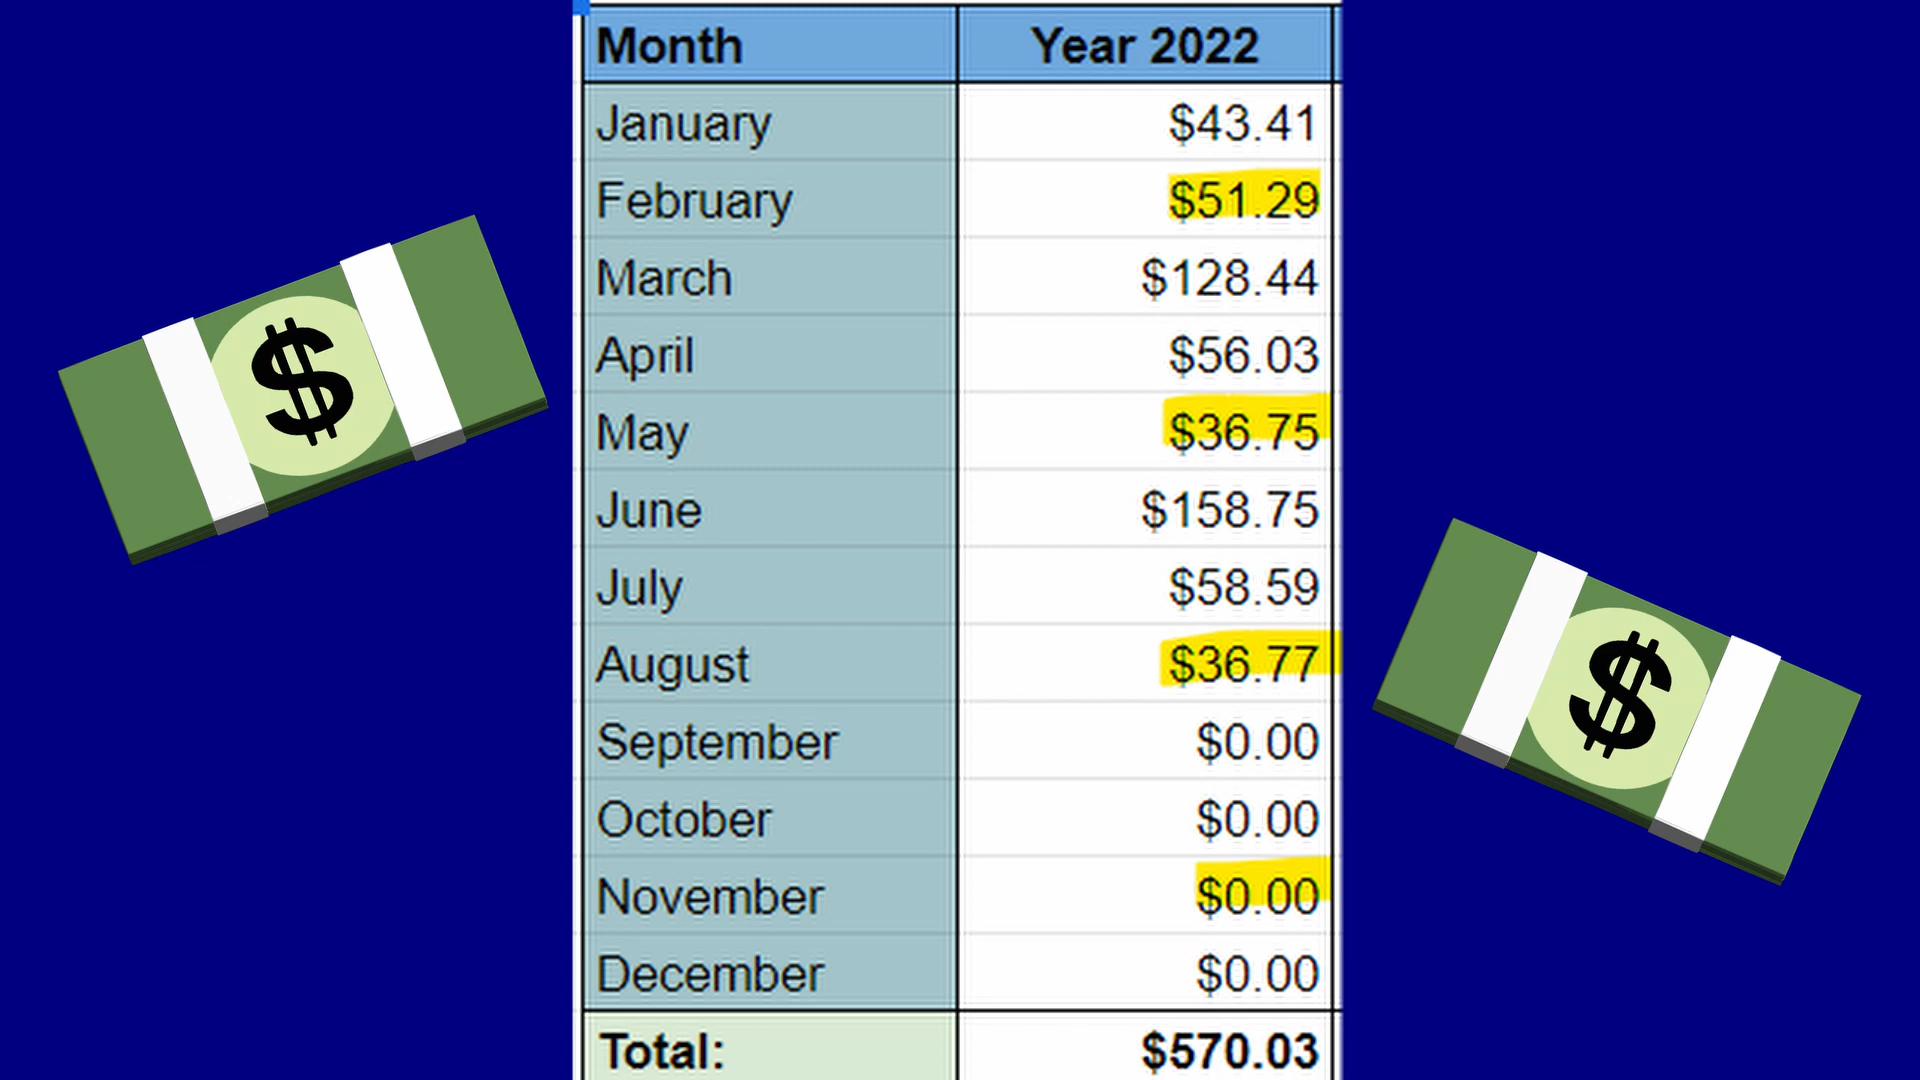 Month Year 2022
January $43.41
February $51.29
March $128.44
April $56.03
May $36.75
June $158.75
July $58.59
August $36.77
September $0.00
October $0.00
November $0.00
December $0.00
Total: $570.03
$
$